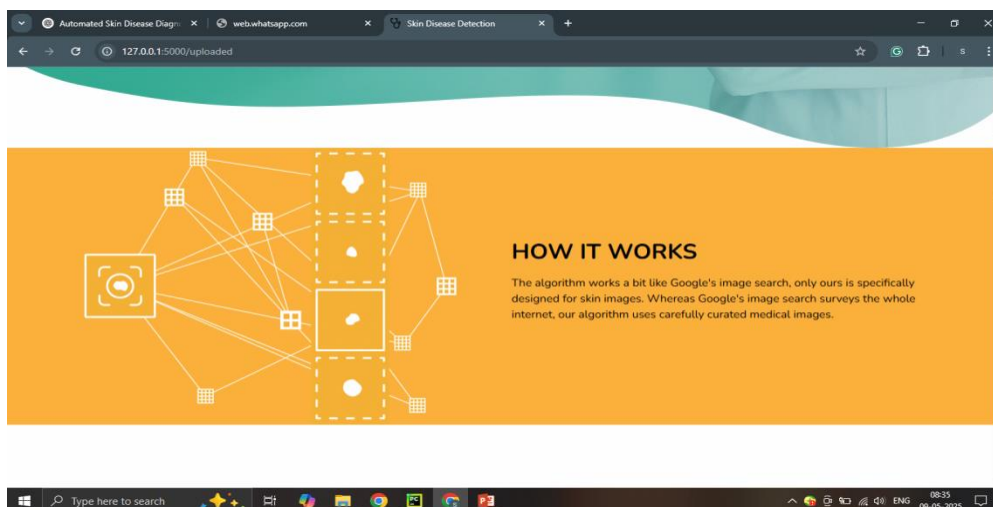 Automated Skin Disease Diagn
web.whatsapp.com
Skin Disease Detection
127.0.0.1:5000/uploaded
S
HOW IT WORKS
The algorithm works a bit like Google's image search, only ours is specifically
designed for skin images. Whereas Google's image search surveys the whole
internet, our algorithm uses carefully curated medical images.
Type here to search
ENG
08:35
09-05-2025